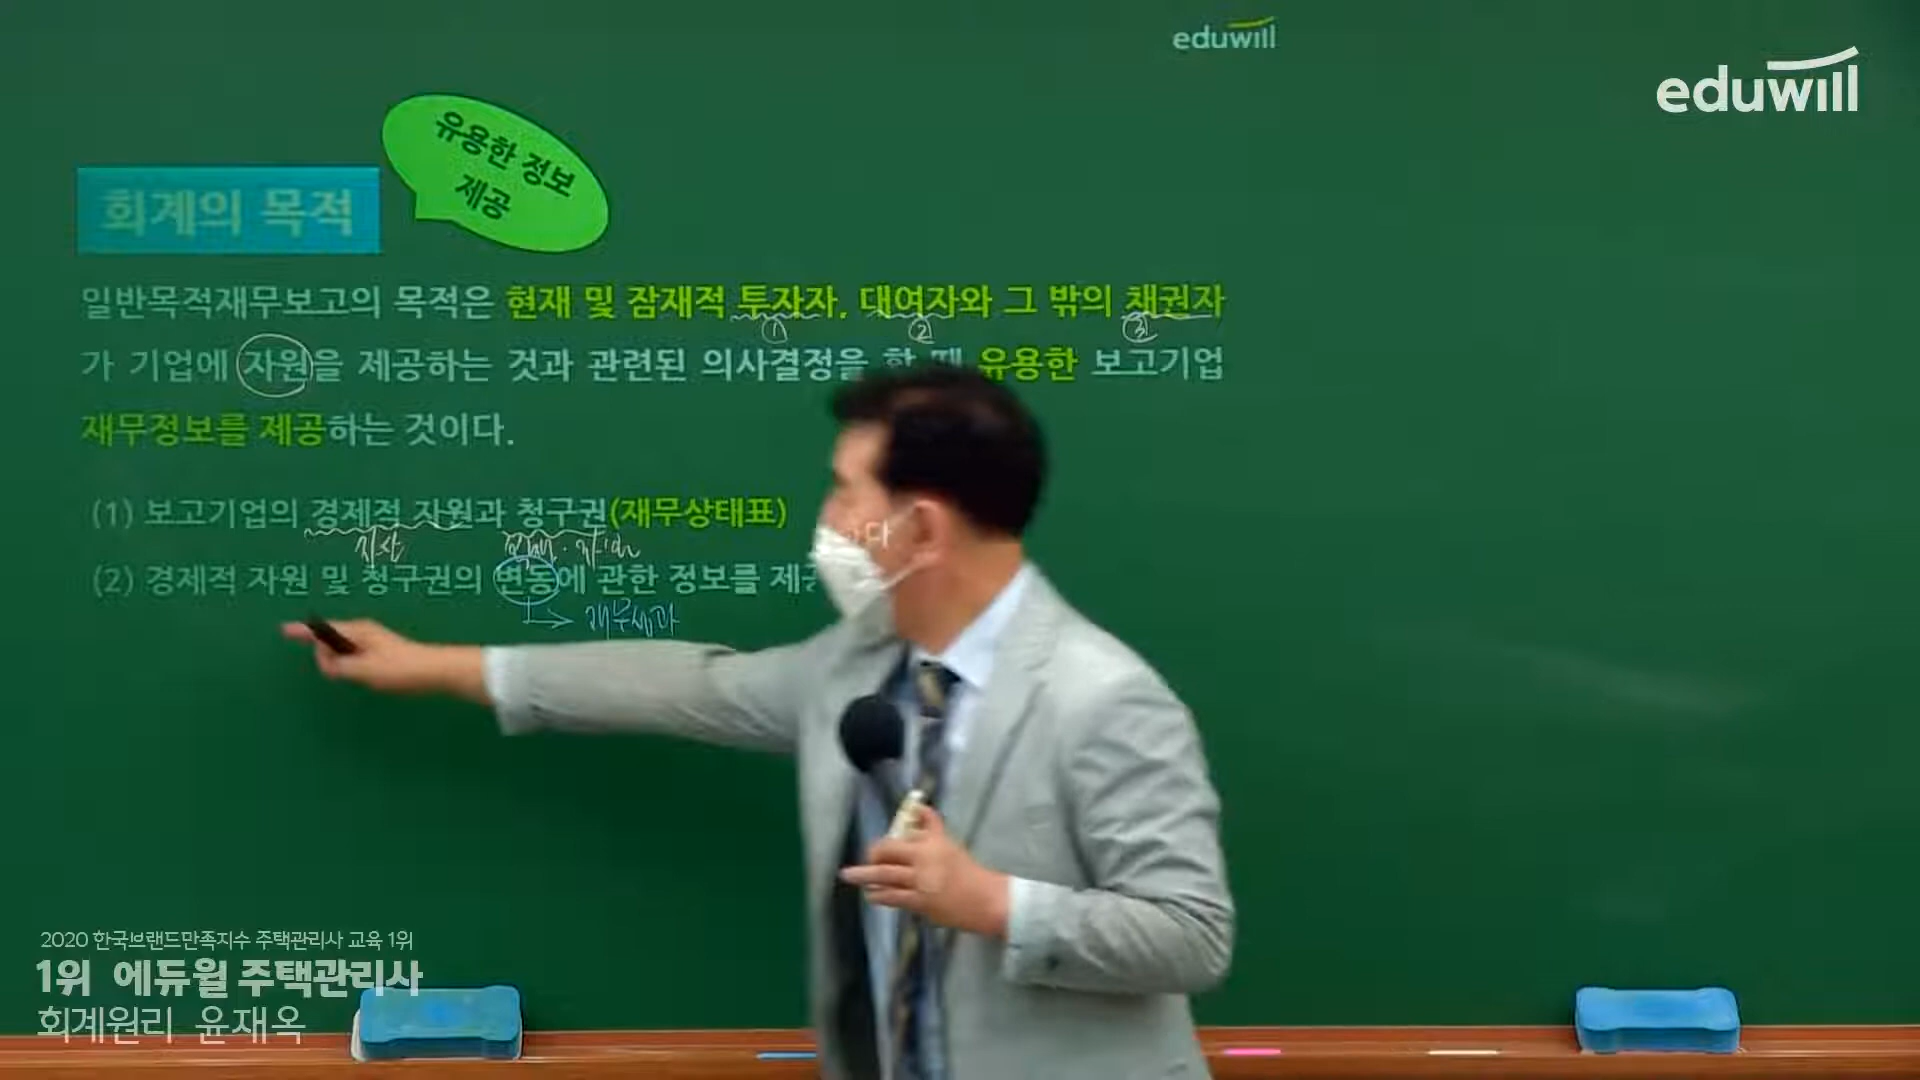 eduwill
eduwill
유용한 정보
제공
회계의 목적
일반목적재무보고의 목적은 현재 및 잠재적 투자자, 대여자와 그 밖의 채권자
① ② ③
가 기업에 자원을 제공하는 것과 관련된 의사결정을 할 때 유용한 보고기업
재무정보를 제공하는 것이다.
(1) 보고기업의 경제적 자원과 청구권(재무상태표)
자산 부채·자본
(2) 경제적 자원 및 청구권의 변동에 관한 정보를 제공
재무성과
2020 한국브랜드만족지수 주택관리사 교육 1위
1위 에듀윌 주택관리사
회계원리 윤재옥